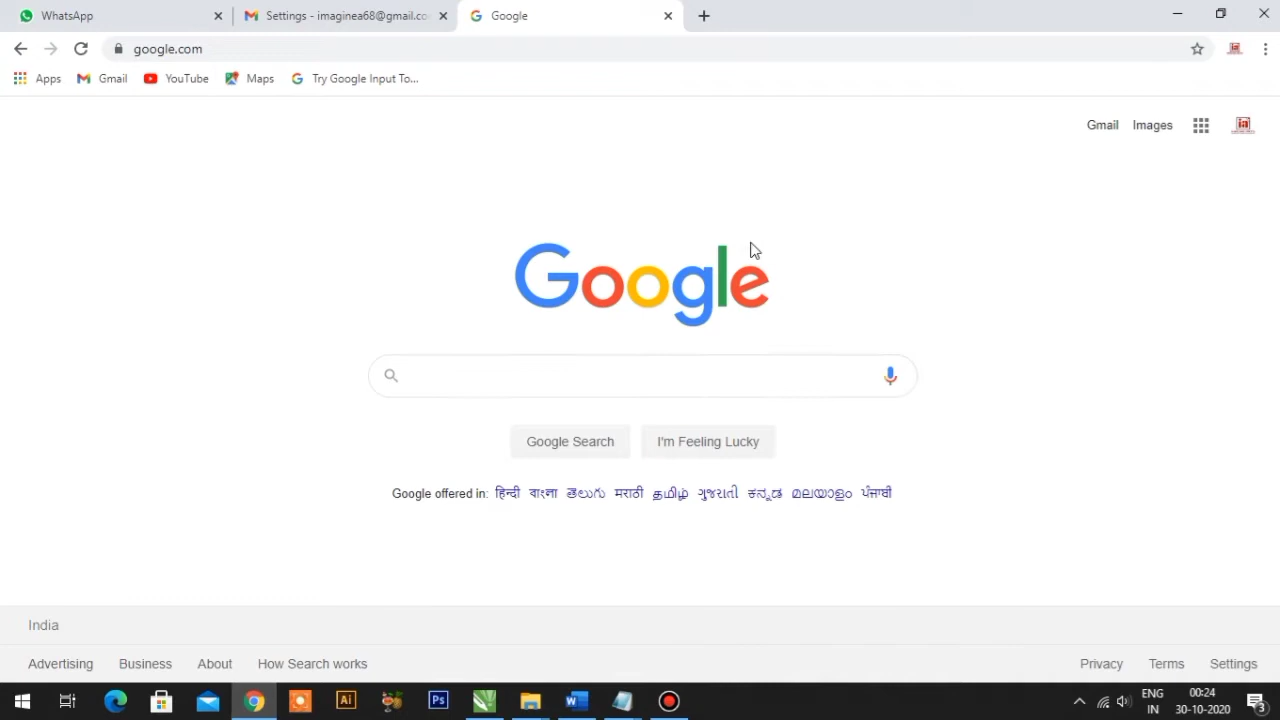 WhatsApp
Settings - imaginea68@gmail.co
Google
google.com
Apps Gmail YouTube Maps Try Google Input To...
Gmail Images
ia
Google
Google Search I'm Feeling Lucky
Google offered in: हिन्दी বাংলা తెలుగు मराठी தமிழ் ગુજરાતી ಕನ್ನಡ മലയാളം ਪੰਜਾਬੀ
India
Advertising Business About How Search works Privacy Terms Settings
Ai Ps W
ENG 00:24
IN 30-10-2020 3